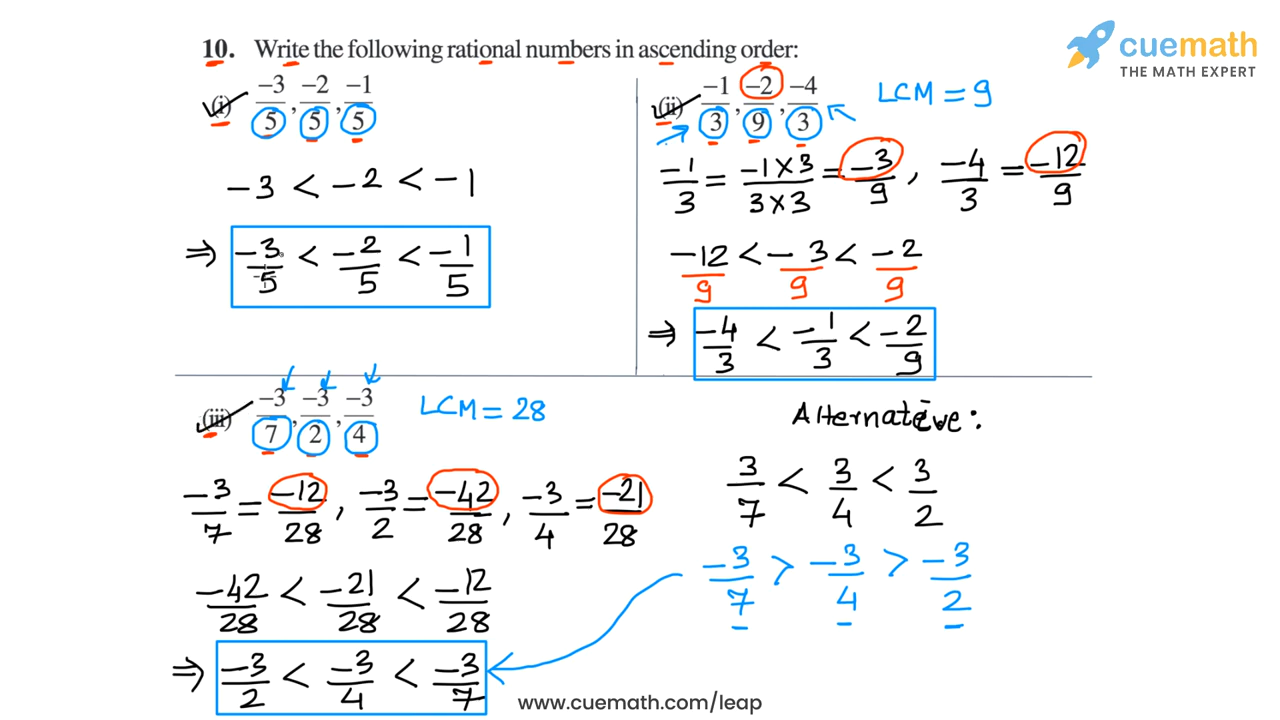 cuemath
THE MATH EXPERT
10. Write the following rational numbers in ascending order:
(i) -3/5, -2/5, -1/5
-3 < -2 < -1
⇒ -3/5 < -2/5 < -1/5
(ii) -1/3, -2/9, -4/3
LCM = 9
-1/3 = -1×3/3×3 = -3/9, -4/3 = -12/9
-12/9 < -3/9 < -2/9
⇒ -4/3 < -1/3 < -2/9
(iii) -3/7, -3/2, -3/4
LCM = 28
-3/7 = -12/28, -3/2 = -42/28, -3/4 = -21/28
-42/28 < -21/28 < -12/28
⇒ -3/2 < -3/4 < -3/7
Alternative:
3/7 < 3/4 < 3/2
-3/7 > -3/4 > -3/2
www.cuemath.com/leap